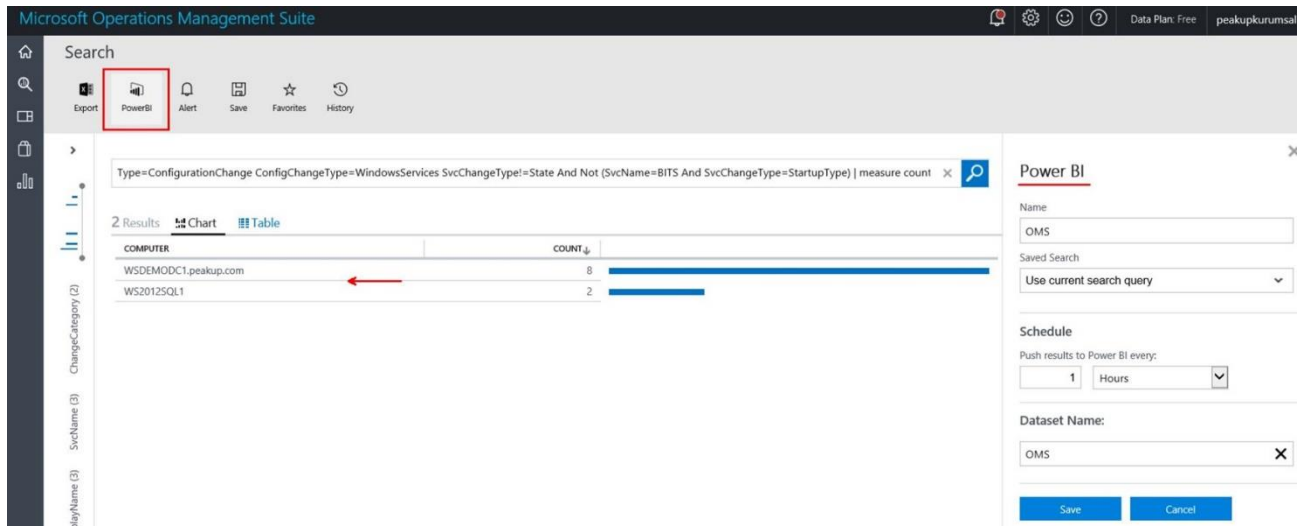 Microsoft Operations Management Suite
Data Plan: Free
peakupkurumsal
Search
Export
PowerBI
Alert
Save
Favorites
History
Type=ConfigurationChange ConfigChangeType=WindowsServices SvcChangeType!=State And Not (SvcName=BITS And SvcChangeType=StartupType) | measure count
2 Results
Chart
Table
COMPUTER
COUNT
WSDEMODC1.peakup.com
8
WS2012SQL1
2
ChangeCategory (2)
SvcName (3)
playName (3)
Power BI
Name
OMS
Saved Search
Use current search query
Schedule
Push results to Power BI every:
1
Hours
Dataset Name:
OMS
Save
Cancel